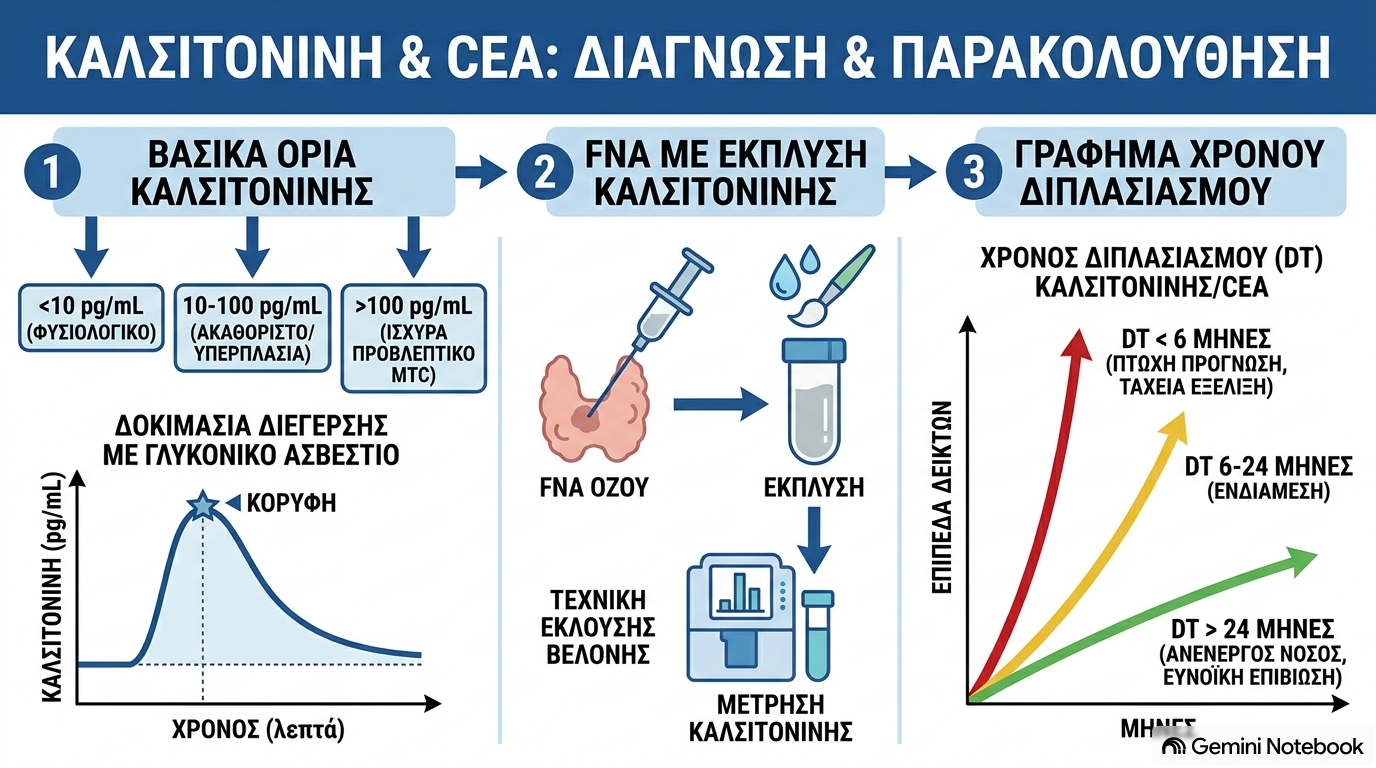 ΚΑΛΣΙΤΟΝΙΝΗ & CEA: ΔΙΑΓΝΩΣΗ & ΠΑΡΑΚΟΛΟΥΘΗΣΗ
1
ΒΑΣΙΚΑ ΟΡΙΑ
ΚΑΛΣΙΤΟΝΙΝΗΣ
<10 pg/mL
(ΦΥΣΙΟΛΟΓΙΚΟ)
10-100 pg/mL
(ΑΚΑΘΟΡΙΣΤΟ/
ΥΠΕΡΠΛΑΣΙΑ)
>100 pg/mL
(ΙΣΧΥΡΑ
ΠΡΟΒΛΕΠΤΙΚΟ
MTC)
ΔΟΚΙΜΑΣΙΑ ΔΙΕΓΕΡΣΗΣ
ΜΕ ΓΛΥΚΟΝΙΚΟ ΑΣΒΕΣΤΙΟ
ΚΑΛΣΙΤΟΝΙΝΗ (pg/mL)
ΚΟΡΥΦΗ
ΧΡΟΝΟΣ (λεπτά)
2
FNA ΜΕ ΕΚΠΛΥΣΗ
ΚΑΛΣΙΤΟΝΙΝΗΣ
FNA ΟΖΟΥ
ΕΚΠΛΥΣΗ
ΤΕΧΝΙΚΗ
ΕΚΛΟΥΣΗΣ
ΒΕΛΟΝΗΣ
ΜΕΤΡΗΣΗ
ΚΑΛΣΙΤΟΝΙΝΗΣ
3
ΓΡΑΦΗΜΑ ΧΡΟΝΟΥ
ΔΙΠΛΑΣΙΑΣΜΟΥ
ΧΡΟΝΟΣ ΔΙΠΛΑΣΙΑΣΜΟΥ (DT)
ΚΑΛΣΙΤΟΝΙΝΗΣ/CEA
ΕΠΙΠΕΔΑ ΔΕΙΚΤΩΝ
DT < 6 ΜΗΝΕΣ
(ΠΤΩΧΗ ΠΡΟΓΝΩΣΗ,
ΤΑΧΕΙΑ ΕΞΕΛΙΞΗ)
DT 6-24 ΜΗΝΕΣ
(ΕΝΔΙΑΜΕΣΗ)
DT > 24 ΜΗΝΕΣ
(ΑΝΕΝΕΡΓΟΣ ΝΟΣΟΣ,
ΕΥΝΟΪΚΗ ΕΠΙΒΙΩΣΗ)
ΜΗΝΕΣ
Gemini Notebook